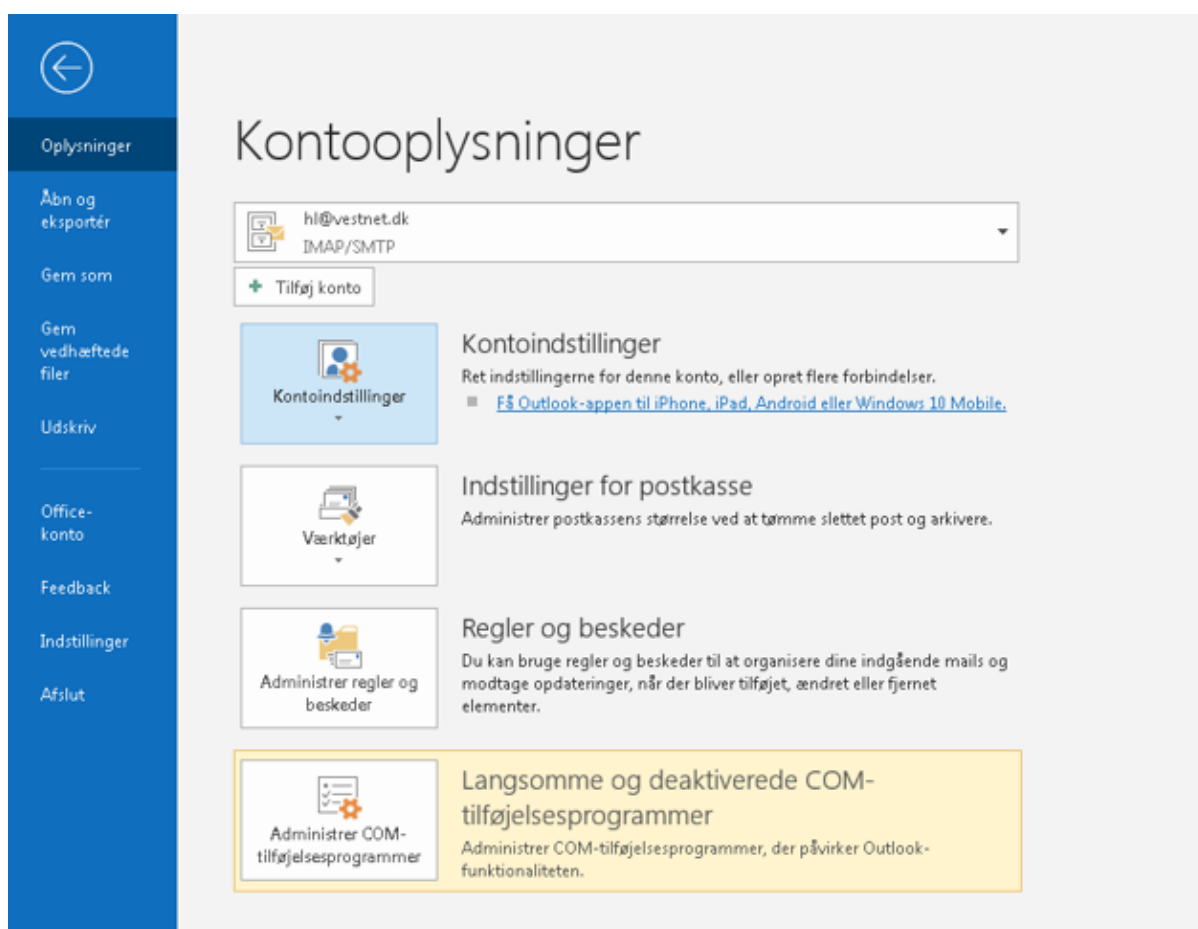 Oplysninger
Åbn og
eksportér
Gem som
Gem
vedhæftede
filer
Udskriv
Office-
konto
Feedback
Indstillinger
Afslut
Kontooplysninger
hl@vestnet.dk
IMAP/SMTP
Tilføj konto
Kontoindstillinger
Kontoindstillinger
Ret indstillingerne for denne konto, eller opret flere forbindelser.
Få Outlook-appen til iPhone, iPad, Android eller Windows 10 Mobile.
Værktøjer
Indstillinger for postkasse
Administrer postkassens størrelse ved at tømme slettet post og arkivere.
Administrer regler og
beskeder
Regler og beskeder
Du kan bruge regler og beskeder til at organisere dine indgående mails og
modtage opdateringer, når der bliver tilføjet, ændret eller fjernet
elementer.
Administrer COM-
tilføjelsesprogrammer
Langsomme og deaktiverede COM-
tilføjelsesprogrammer
Administrer COM-tilføjelsesprogrammer, der påvirker Outlook-
funktionaliteten.